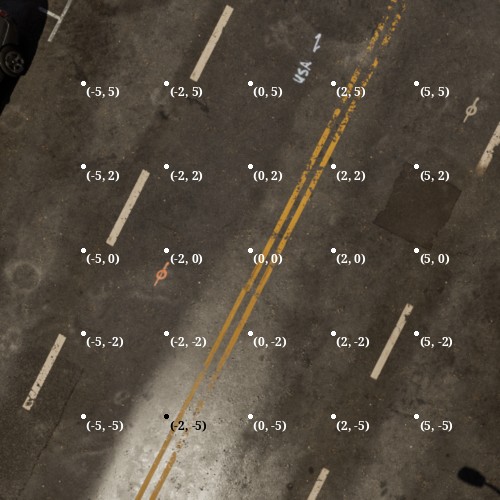 USA 1
(-5, 5) (-2, 5) (0, 5) (2, 5) (5, 5)
(-5, 2) (-2, 2) (0, 2) (2, 2) (5, 2)
(-5, 0) (-2, 0) (0, 0) (2, 0) (5, 0)
(-5, -2) (-2, -2) (0, -2) (2, -2) (5, -2)
(-5, -5) (-2, -5) (0, -5) (2, -5) (5, -5)